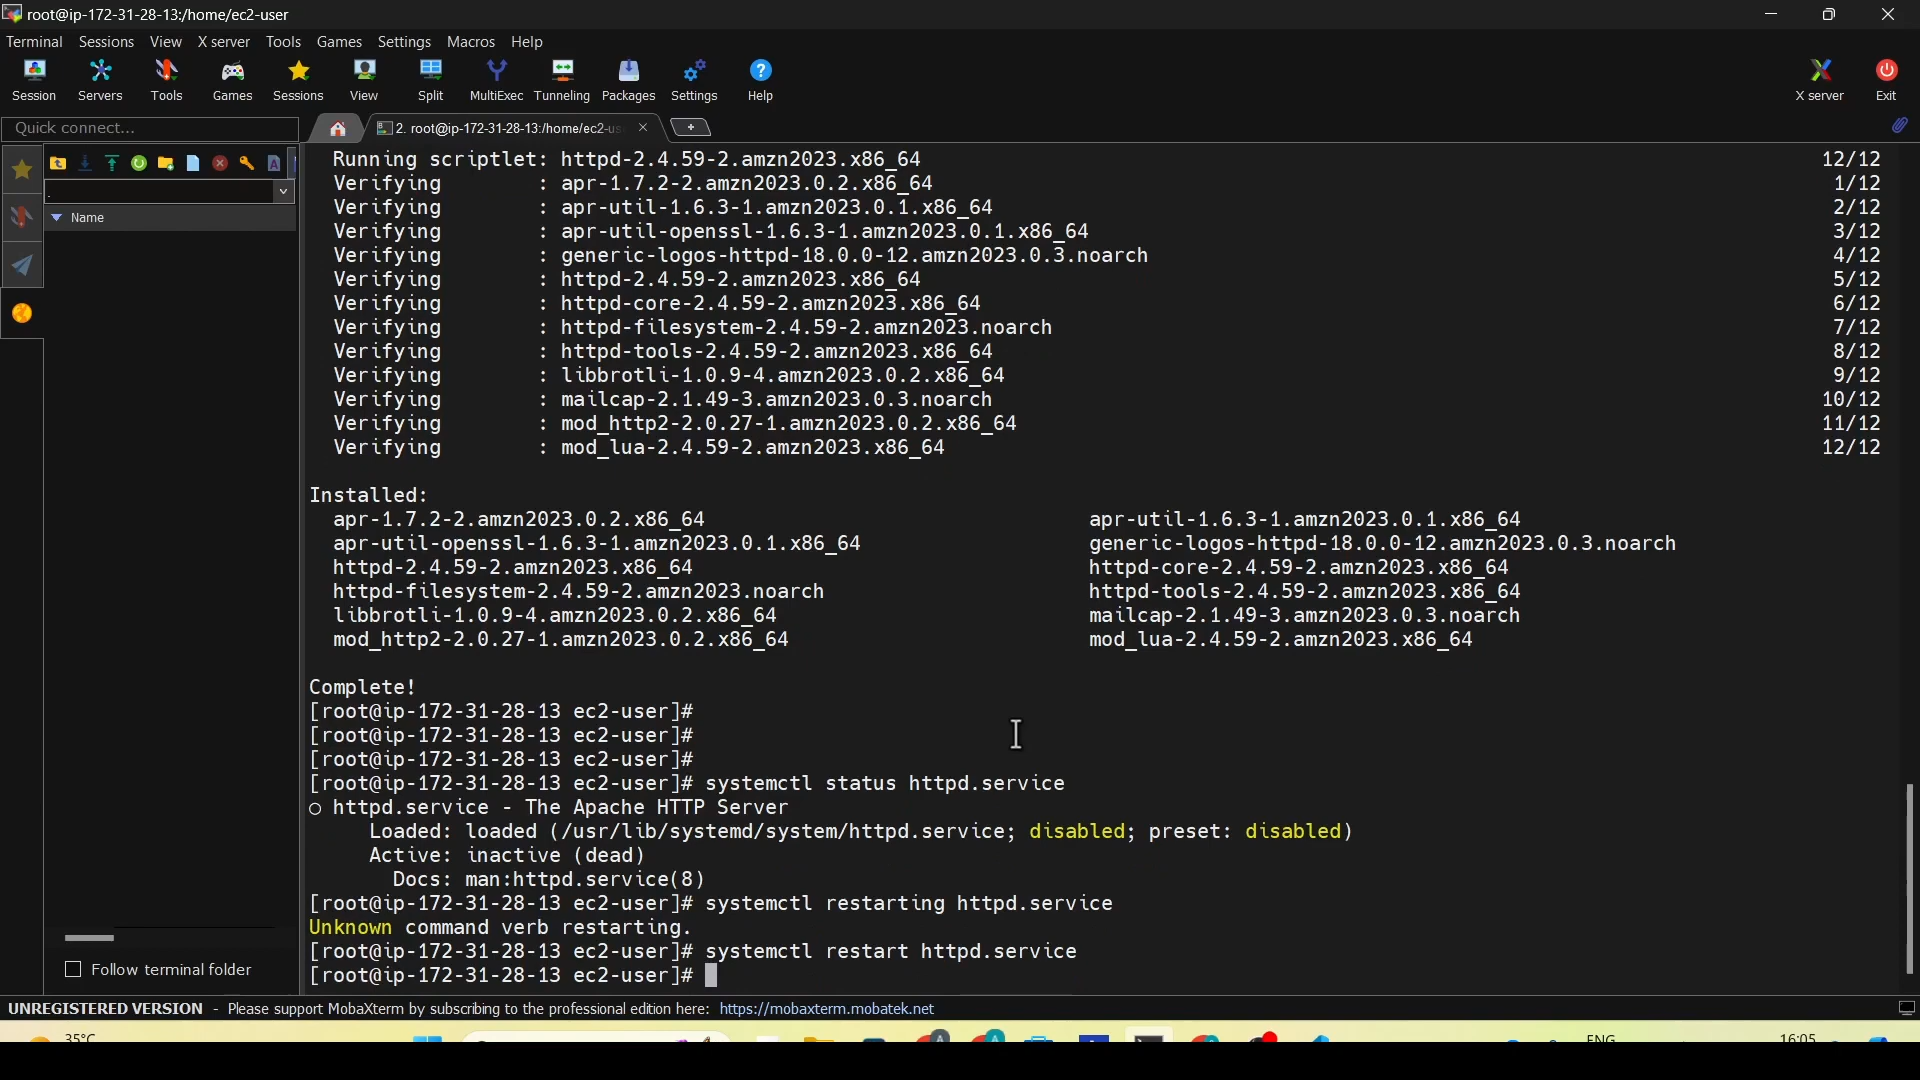 root@ip-172-31-28-13:/home/ec2-user
Terminal Sessions View X server Tools Games Settings Macros Help
Session Servers Tools Games Sessions View Split MultiExec Tunneling Packages Settings Help X server Exit
Quick connect...
2. root@ip-172-31-28-13:/home/ec2-us
Name
Running scriptlet: httpd-2.4.59-2.amzn2023.x86_64 12/12
Verifying : apr-1.7.2-2.amzn2023.0.2.x86_64 1/12
Verifying : apr-util-1.6.3-1.amzn2023.0.1.x86_64 2/12
Verifying : apr-util-openssl-1.6.3-1.amzn2023.0.1.x86_64 3/12
Verifying : generic-logos-httpd-18.0.0-12.amzn2023.0.3.noarch 4/12
Verifying : httpd-2.4.59-2.amzn2023.x86_64 5/12
Verifying : httpd-core-2.4.59-2.amzn2023.x86_64 6/12
Verifying : httpd-filesystem-2.4.59-2.amzn2023.noarch 7/12
Verifying : httpd-tools-2.4.59-2.amzn2023.x86_64 8/12
Verifying : libbrotli-1.0.9-4.amzn2023.0.2.x86_64 9/12
Verifying : mailcap-2.1.49-3.amzn2023.0.3.noarch 10/12
Verifying : mod_http2-2.0.27-1.amzn2023.0.2.x86_64 11/12
Verifying : mod_lua-2.4.59-2.amzn2023.x86_64 12/12
Installed:
apr-1.7.2-2.amzn2023.0.2.x86_64 apr-util-1.6.3-1.amzn2023.0.1.x86_64
apr-util-openssl-1.6.3-1.amzn2023.0.1.x86_64 generic-logos-httpd-18.0.0-12.amzn2023.0.3.noarch
httpd-2.4.59-2.amzn2023.x86_64 httpd-core-2.4.59-2.amzn2023.x86_64
httpd-filesystem-2.4.59-2.amzn2023.noarch httpd-tools-2.4.59-2.amzn2023.x86_64
libbrotli-1.0.9-4.amzn2023.0.2.x86_64 mailcap-2.1.49-3.amzn2023.0.3.noarch
mod_http2-2.0.27-1.amzn2023.0.2.x86_64 mod_lua-2.4.59-2.amzn2023.x86_64
Complete!
[root@ip-172-31-28-13 ec2-user]#
[root@ip-172-31-28-13 ec2-user]#
[root@ip-172-31-28-13 ec2-user]#
[root@ip-172-31-28-13 ec2-user]# systemctl status httpd.service
○ httpd.service - The Apache HTTP Server
Loaded: loaded (/usr/lib/systemd/system/httpd.service; disabled; preset: disabled)
Active: inactive (dead)
Docs: man:httpd.service(8)
[root@ip-172-31-28-13 ec2-user]# systemctl restarting httpd.service
Unknown command verb restarting.
[root@ip-172-31-28-13 ec2-user]# systemctl restart httpd.service
[root@ip-172-31-28-13 ec2-user]#
Follow terminal folder
UNREGISTERED VERSION - Please support MobaXterm by subscribing to the professional edition here: https://mobaxterm.mobatek.net
35°C ENG 16:05